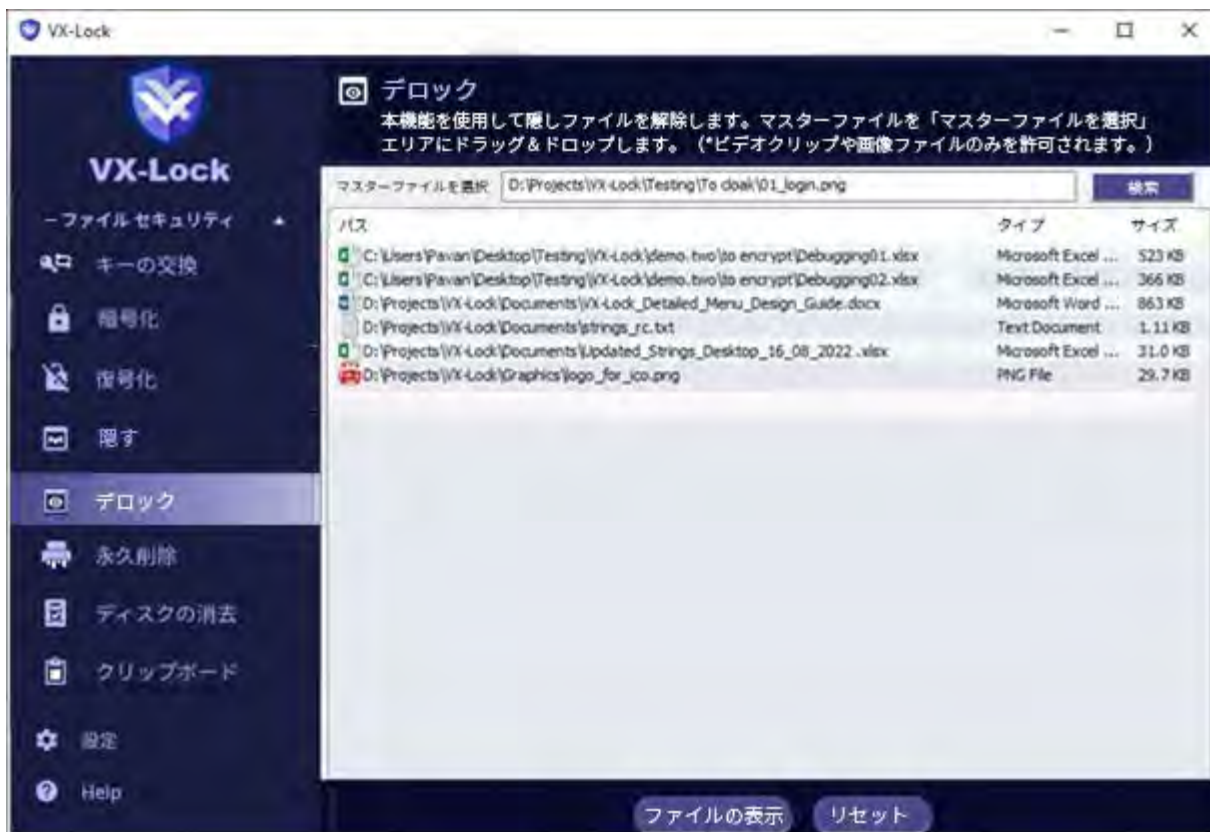 VX-Lock
VX-Lock
－ファイル セキュリティ
キーの交換
暗号化
復号化
隠す
デロック
永久削除
ディスクの消去
クリップボード
設定
Help
デロック
本機能を使用して隠しファイルを解除します。マスターファイルを「マスターファイルを選択」
エリアにドラッグ＆ドロップします。（*ビデオクリップや画像ファイルのみを許可されます。）
マスターファイルを選択 D:\Projects\VX-Lock\Testing\To cloak\01_login.png 検索
パス タイプ サイズ
C:\Users\Pavan\Desktop\Testing\VX-Lock\demo.two\to encrypt\Debugging01.xlsx Microsoft Excel ... 523 KB
C:\Users\Pavan\Desktop\Testing\VX-Lock\demo.two\to encrypt\Debugging02.xlsx Microsoft Excel ... 366 KB
D:\Projects\VX-Lock\Documents\VX-Lock_Detailed_Menu_Design_Guide.docx Microsoft Word ... 863 KB
D:\Projects\VX-Lock\Documents\strings_rc.txt Text Document 1.11 KB
D:\Projects\VX-Lock\Documents\Updated_Strings_Desktop_16_08_2022.xlsx Microsoft Excel ... 31.0 KB
D:\Projects\VX-Lock\Graphics\logo_for_ico.png PNG File 29.7 KB
ファイルの表示 リセット